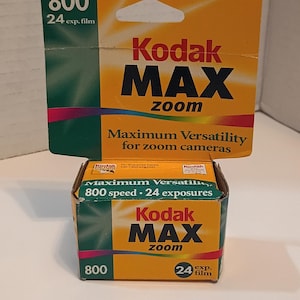 800
24 exp. film
Kodak
MAX
zoom
Maximum Versatility
for zoom cameras
Maximum Versatility
800 speed • 24 exposures
Kodak
MAX
zoom
800
24 exp.
film